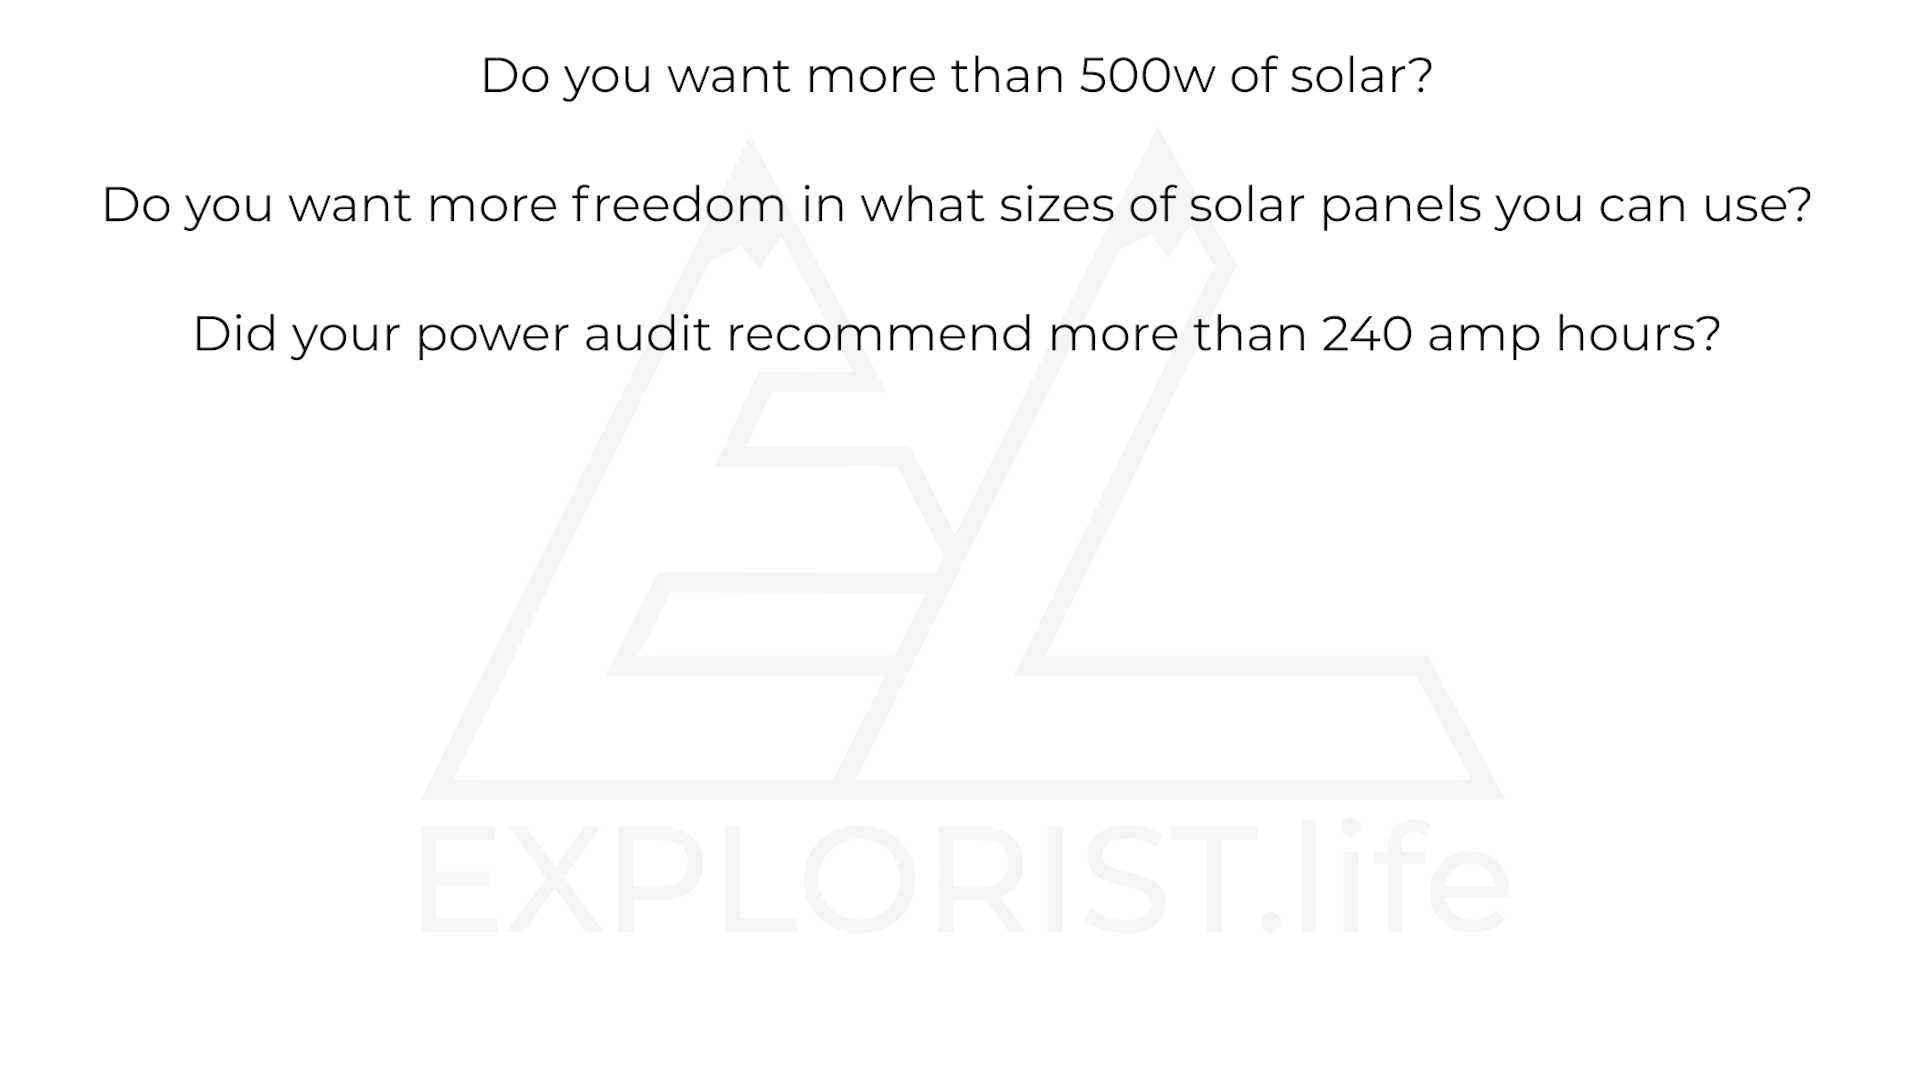 Do you want more than 500w of solar?
Do you want more freedom in what sizes of solar panels you can use?
Did your power audit recommend more than 240 amp hours?
EL
EXPLORIST.life